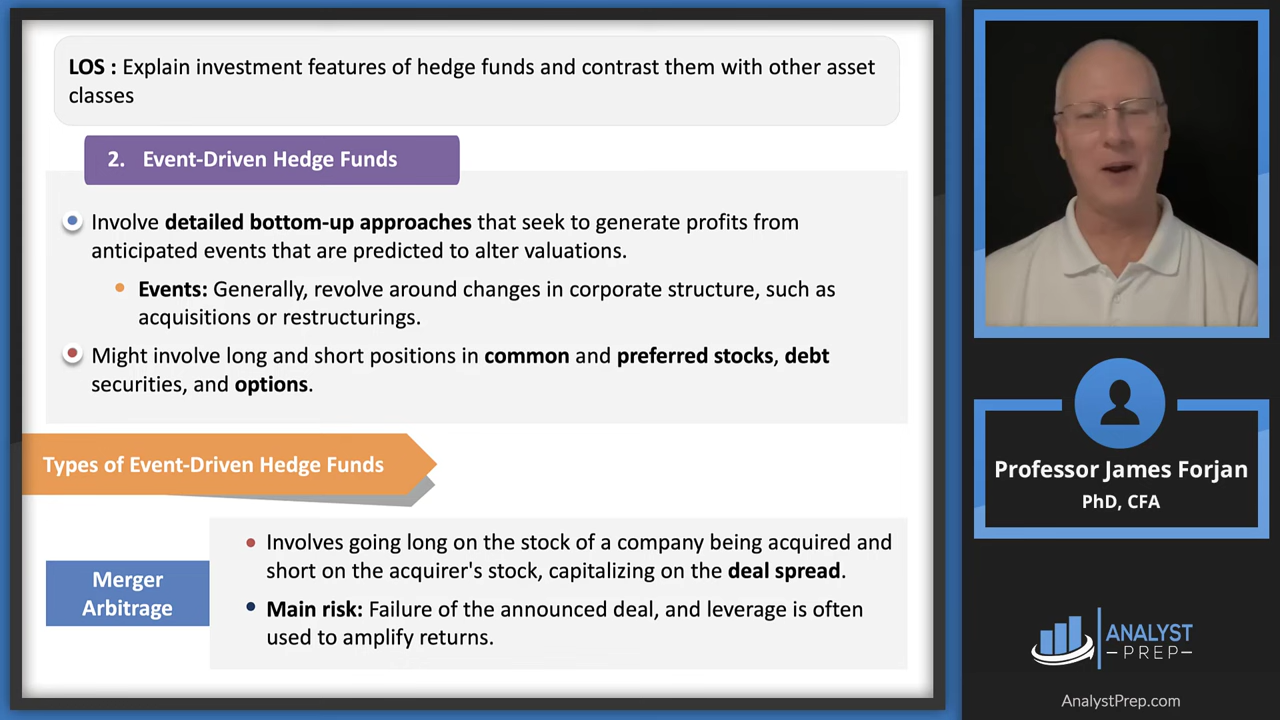 LOS : Explain investment features of hedge funds and contrast them with other asset
classes
2. Event-Driven Hedge Funds
Involve detailed bottom-up approaches that seek to generate profits from
anticipated events that are predicted to alter valuations.
Events: Generally, revolve around changes in corporate structure, such as
acquisitions or restructurings.
Might involve long and short positions in common and preferred stocks, debt
securities, and options.
Types of Event-Driven Hedge Funds
Merger
Arbitrage
Involves going long on the stock of a company being acquired and
short on the acquirer's stock, capitalizing on the deal spread.
Main risk: Failure of the announced deal, and leverage is often
used to amplify returns.
Professor James Forjan
PhD, CFA
ANALYST
PREP
AnalystPrep.com